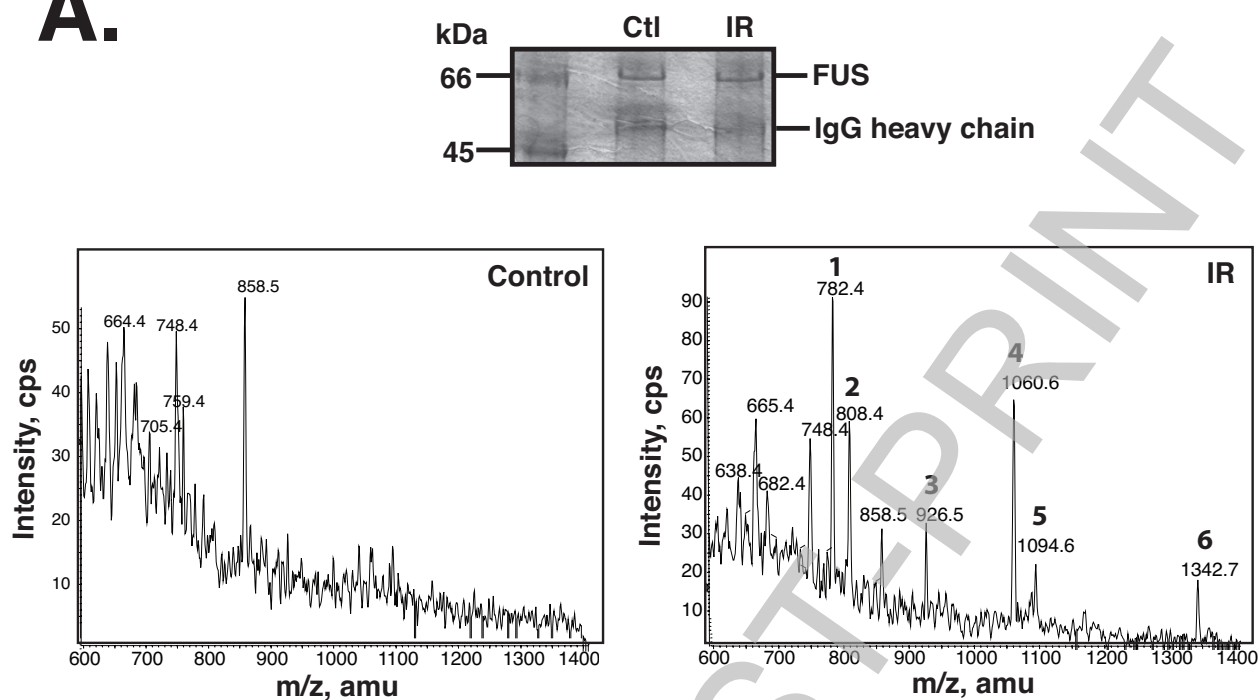 A.
kDa
Ctl IR
66
FUS
IgG heavy chain
45
Control
858.5
664.4 748.4
759.4
705.4
50
40
30
20
10
Intensity, cps
600 700 800 900 1000 1100 1200 1300 1400
m/z, amu
IR
1
782.4
4
1060.6
2
808.4
665.4
748.4
638.4
682.4
3
858.5 926.5
5
1094.6
6
1342.7
90
80
70
60
50
40
30
20
10
Intensity, cps
600 700 800 900 1000 1100 1200 1300 1400
m/z, amu
ST-PRINT